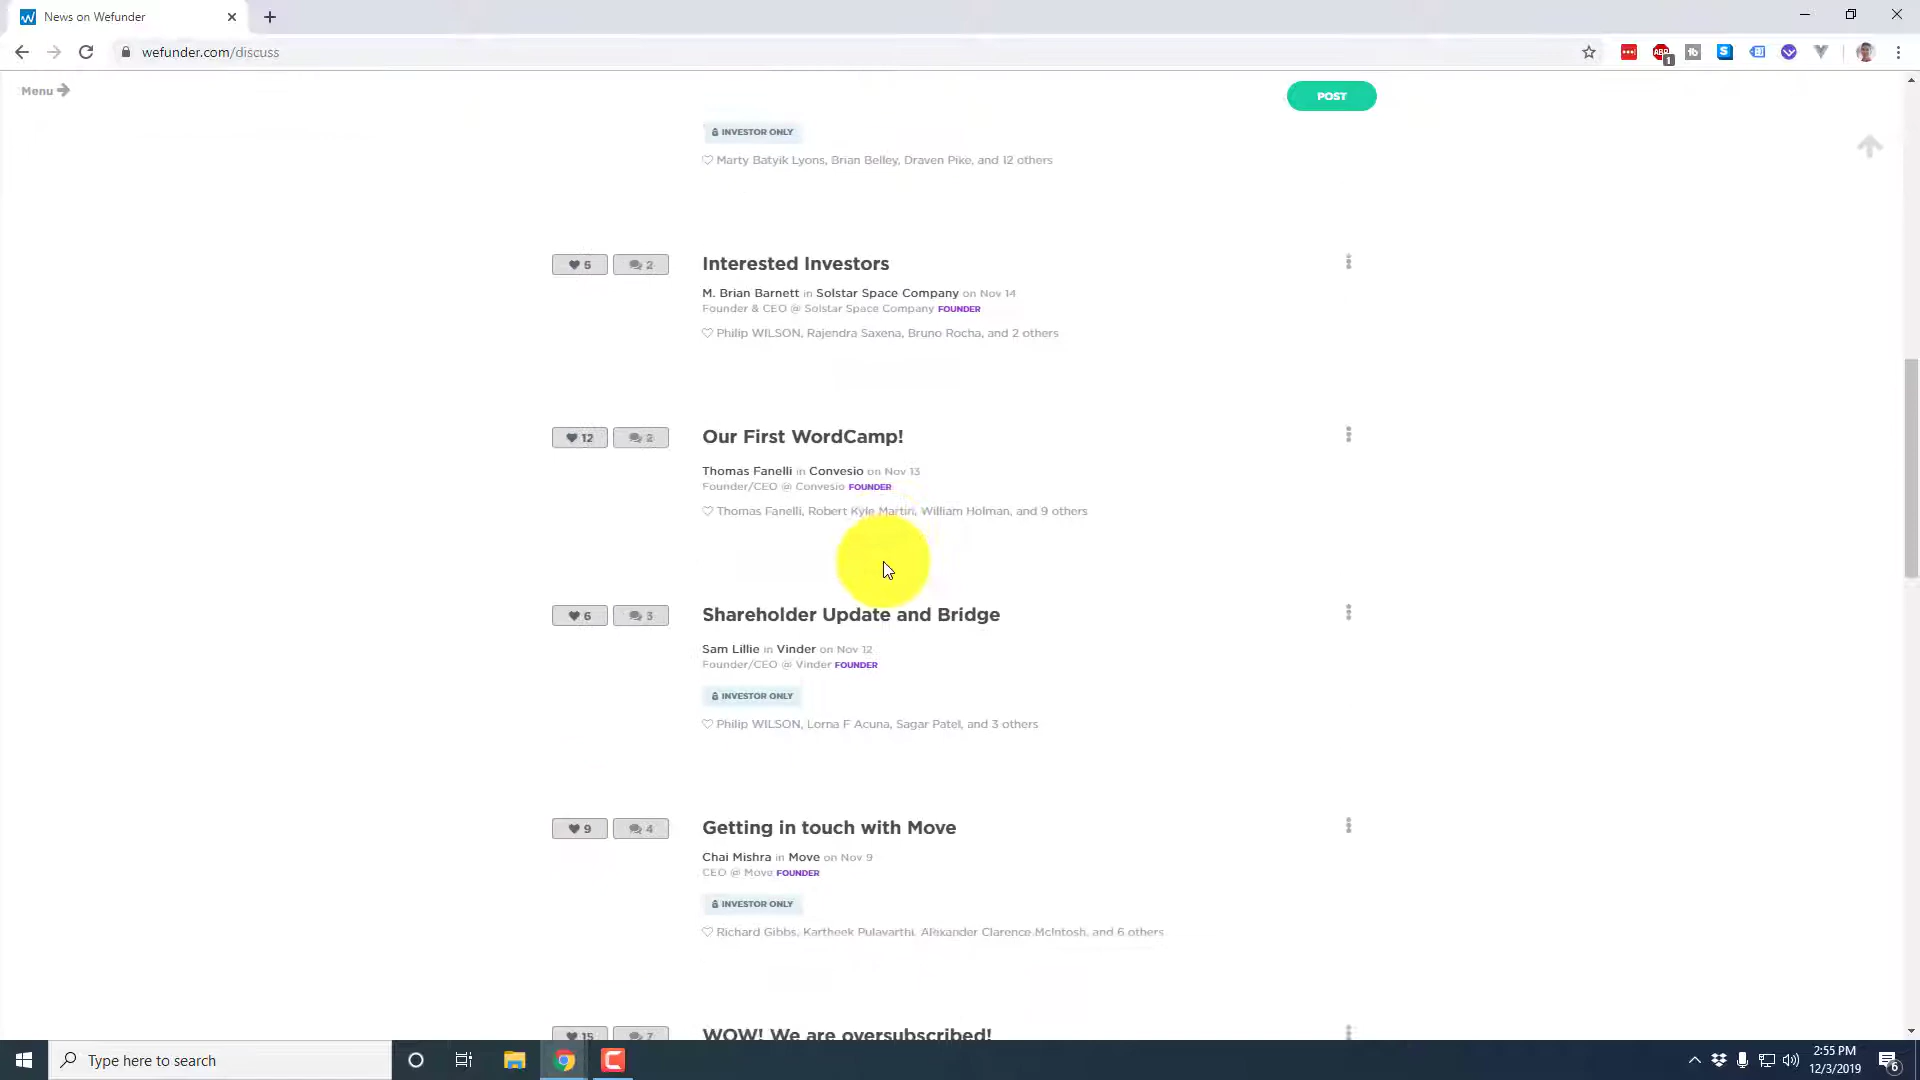 News on Wefunder
wefunder.com/discuss
ABP
1
Menu
POST
INVESTOR ONLY
Marty Batyik Lyons, Brian Belley, Draven Pike, and 12 others
5
2
Interested Investors
M. Brian Barnett in Solstar Space Company on Nov 14
Founder & CEO @ Solstar Space Company FOUNDER
Philip WILSON, Rajendra Saxena, Bruno Rocha, and 2 others
12
2
Our First WordCamp!
Thomas Fanelli in Convesio on Nov 13
Founder/CEO @ Convesio FOUNDER
Thomas Fanelli, Robert Kyle Martin, William Holman, and 9 others
6
3
Shareholder Update and Bridge
Sam Lillie in Vinder on Nov 12
Founder/CEO @ Vinder FOUNDER
INVESTOR ONLY
Philip WILSON, Lorna F Acuna, Sagar Patel, and 3 others
9
4
Getting in touch with Move
Chai Mishra in Move on Nov 9
CEO @ Move FOUNDER
INVESTOR ONLY
Richard Gibbs, Kartheek Pulavarthi, Alexander Clarence McIntosh, and 6 others
15
7
WOW! We are oversubscribed!
Type here to search
2:55 PM
12/3/2019
6